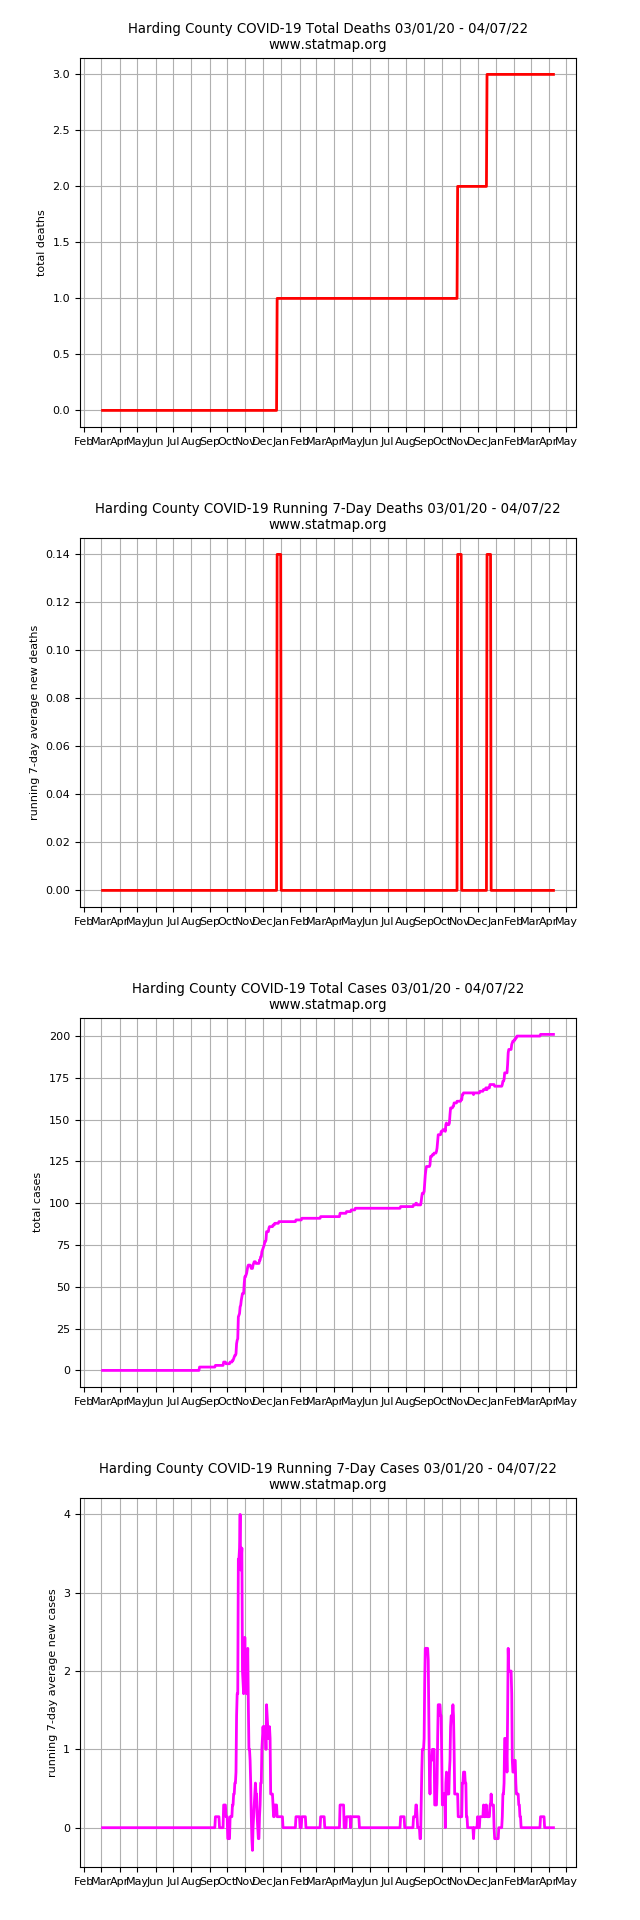 Harding County COVID-19 Total Deaths 03/01/20 - 04/07/22
www.statmap.org
3.0
2.5
2.0
1.5
1.0
0.5
0.0
total deaths
Feb Mar Apr May Jun Jul Aug Sep Oct Nov Dec Jan Feb Mar Apr May Jun Jul Aug Sep Oct Nov Dec Jan Feb Mar Apr May
Harding County COVID-19 Running 7-Day Deaths 03/01/20 - 04/07/22
www.statmap.org
0.14
0.12
0.10
0.08
0.06
0.04
0.02
0.00
running 7-day average new deaths
Feb Mar Apr May Jun Jul Aug Sep Oct Nov Dec Jan Feb Mar Apr May Jun Jul Aug Sep Oct Nov Dec Jan Feb Mar Apr May
Harding County COVID-19 Total Cases 03/01/20 - 04/07/22
www.statmap.org
200
175
150
125
100
75
50
25
0
total cases
Feb Mar Apr May Jun Jul Aug Sep Oct Nov Dec Jan Feb Mar Apr May Jun Jul Aug Sep Oct Nov Dec Jan Feb Mar Apr May
Harding County COVID-19 Running 7-Day Cases 03/01/20 - 04/07/22
www.statmap.org
4
3
2
1
0
running 7-day average new cases
Feb Mar Apr May Jun Jul Aug Sep Oct Nov Dec Jan Feb Mar Apr May Jun Jul Aug Sep Oct Nov Dec Jan Feb Mar Apr May